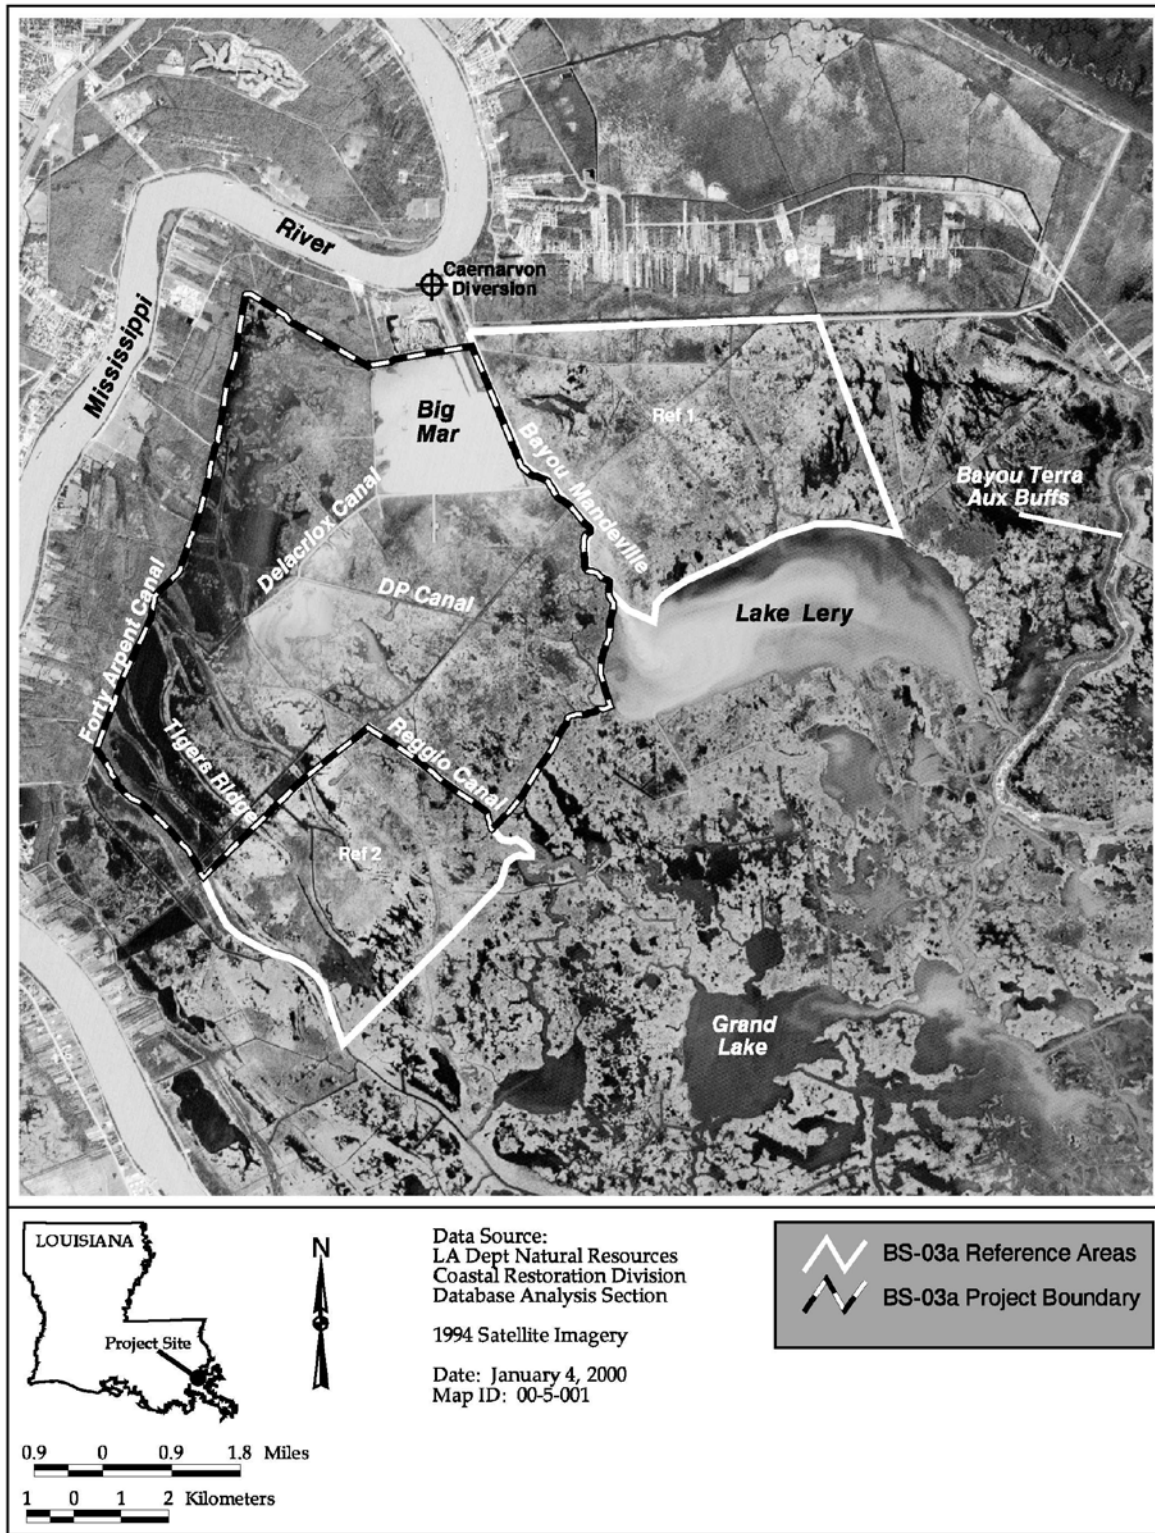 River
Caernarvon
Diversion
Mississippi
Big
Mar
Ref 1
Bayou Mandeville
Bayou Terra
Aux Buffs
Delacrlox Canal
DP Canal
Lake Lery
Forty Arpent Canal
Tigers Ridge
Reggio Canal
Ref 2
Grand
Lake
LOUISIANA
Project Site
N
Data Source:
LA Dept Natural Resources
Coastal Restoration Division
Database Analysis Section
1994 Satellite Imagery
Date: January 4, 2000
Map ID: 00-5-001
BS-03a Reference Areas
BS-03a Project Boundary
0.9 0 0.9 1.8 Miles
1 0 1 2 Kilometers